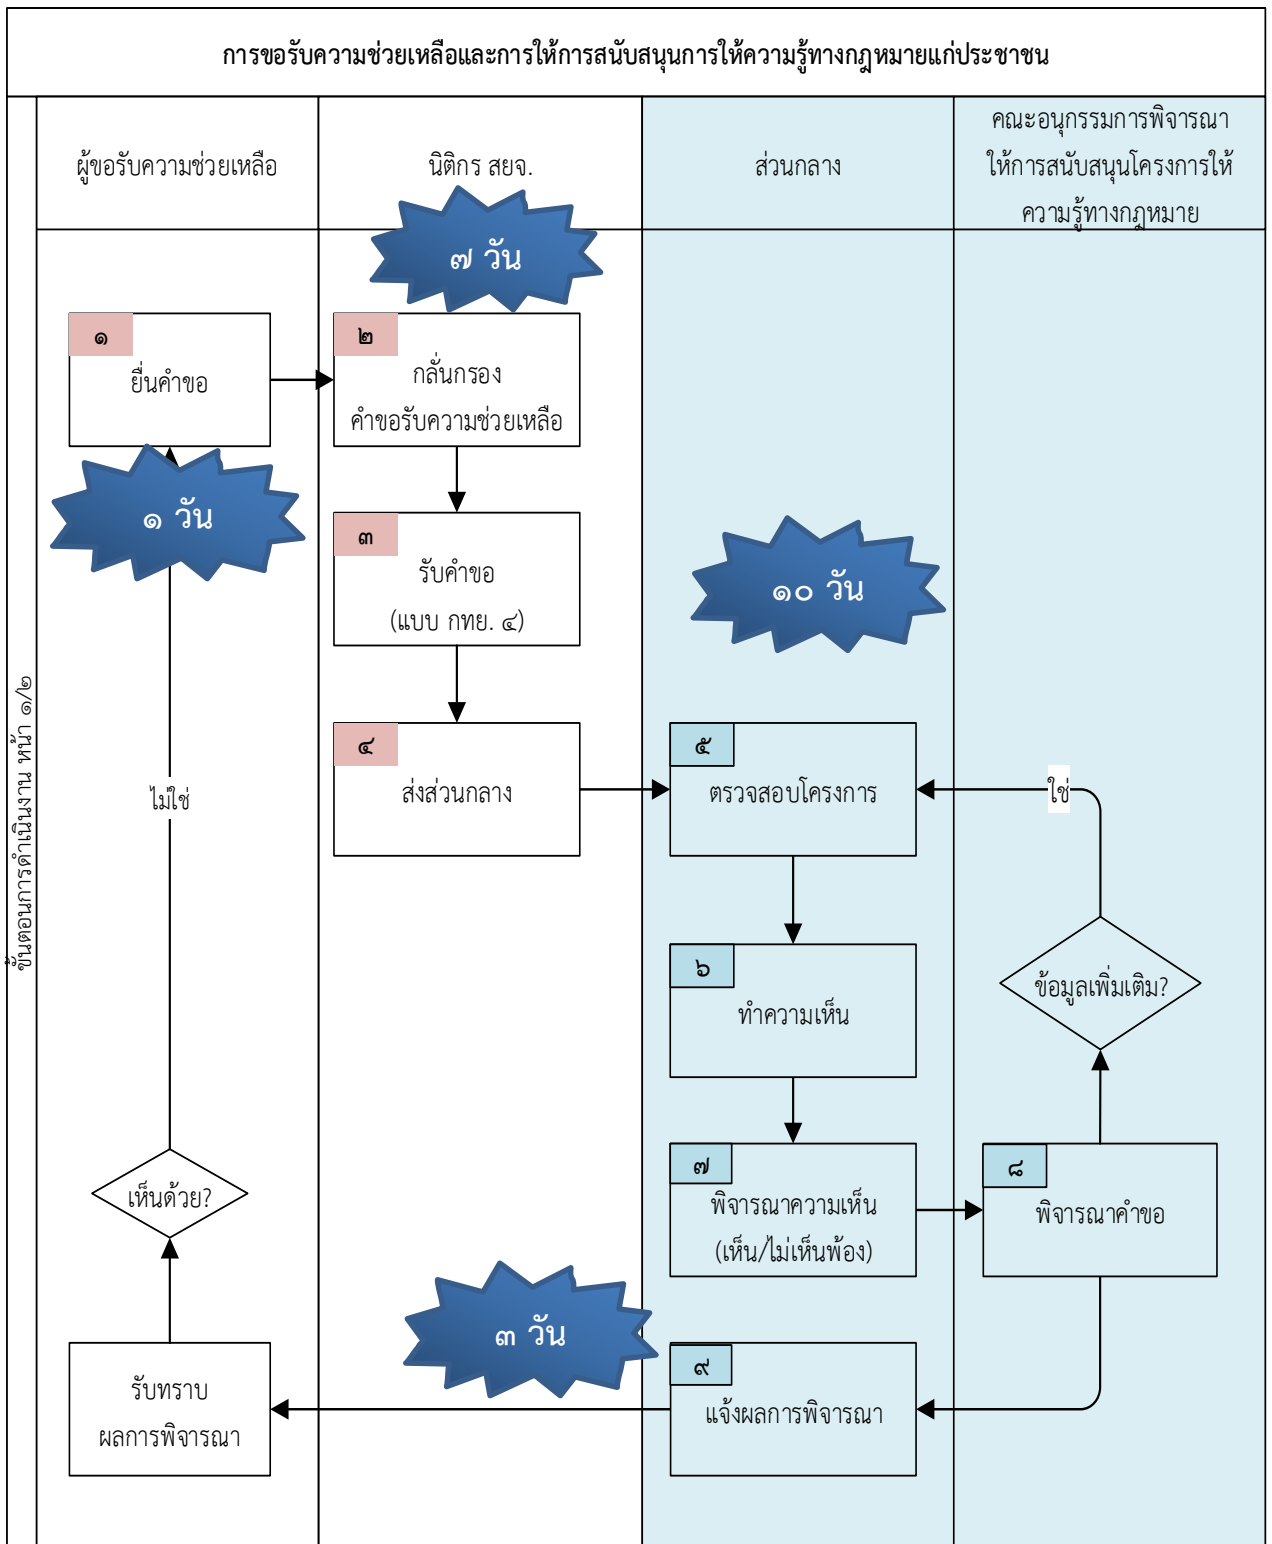 การขอรับความช่วยเหลือและการให้การสนับสนุนการให้ความรู้ทางกฎหมายแก่ประชาชน
ขั้นตอนการดำเนินงาน หน้า ๑/๒
ผู้ขอรับความช่วยเหลือ
นิติกร สยจ.
ส่วนกลาง
คณะอนุกรรมการพิจารณา
ให้การสนับสนุนโครงการให้
ความรู้ทางกฎหมาย
๗ วัน
๑
ยื่นคำขอ
๒
กลั่นกรอง
คำขอรับความช่วยเหลือ
๑ วัน
๓
รับคำขอ
(แบบ กทย. ๔)
๑๐ วัน
๔
ส่งส่วนกลาง
๕
ตรวจสอบโครงการ
ใช่
ไม่ใช่
๖
ทำความเห็น
ข้อมูลเพิ่มเติม?
๗
พิจารณาความเห็น
(เห็น/ไม่เห็นพ้อง)
๘
พิจารณาคำขอ
เห็นด้วย?
๓ วัน
๙
แจ้งผลการพิจารณา
รับทราบ
ผลการพิจารณา